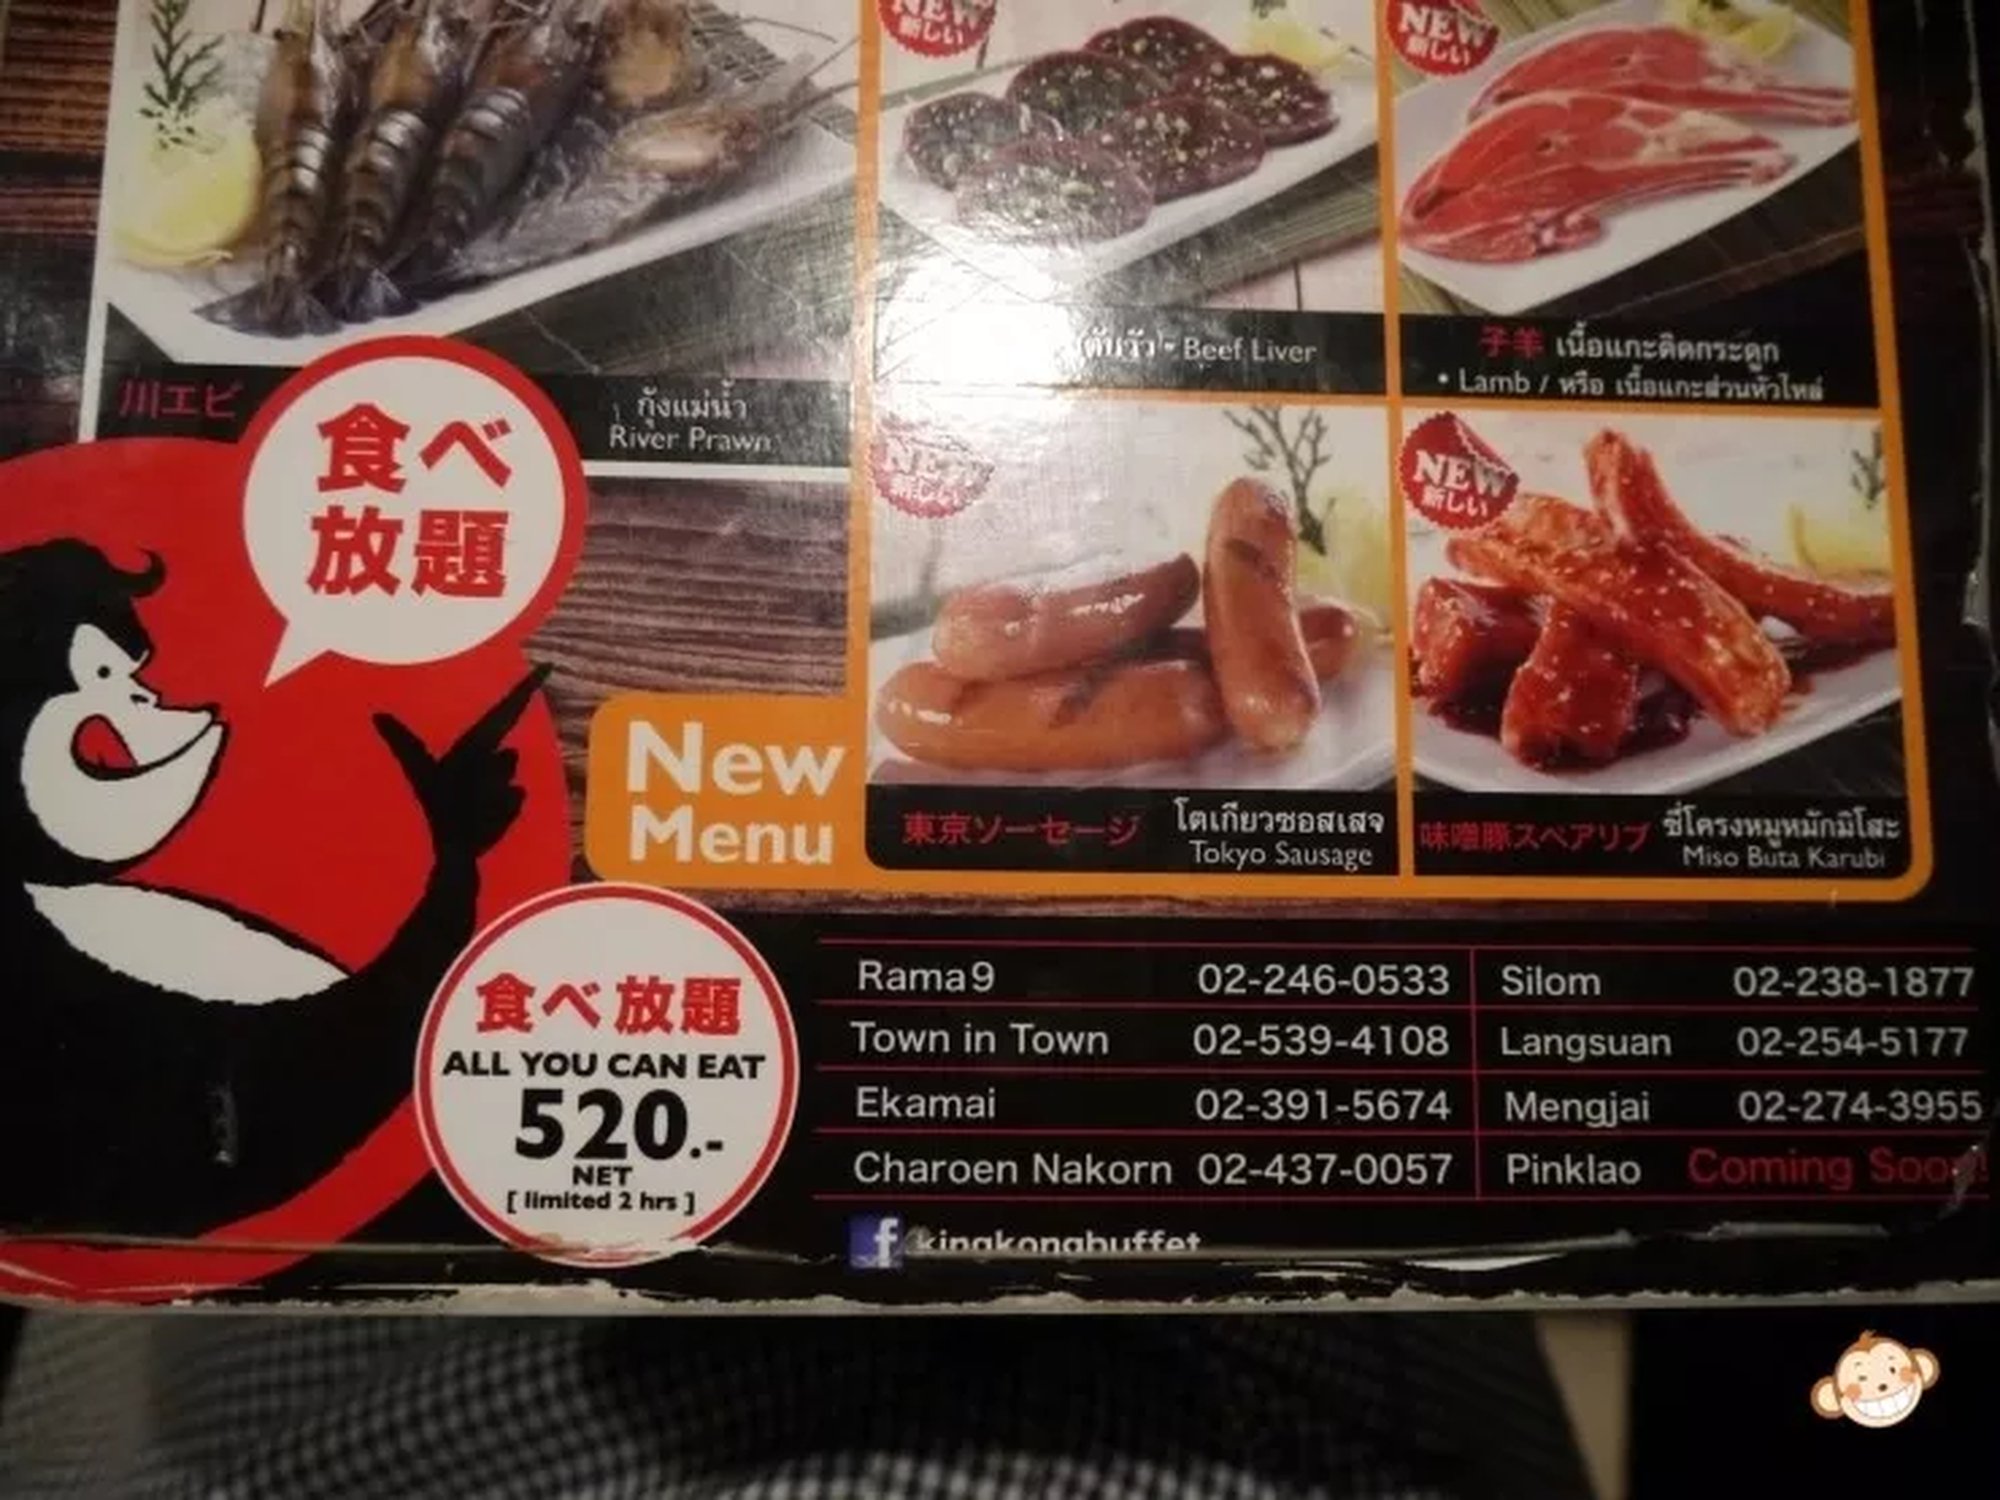 NEW
新しい
NEW
新しい
川エビ
กุ้งแม่น้ำ
River Prawn
ตับวัว - Beef Liver
子羊 เนื้อแกะติดกระดูก
• Lamb / หรือ เนื้อแกะส่วนหัวไหล่
食べ
放題
NEW
新しい
NEW
新しい
New
Menu
東京ソーセージ โตเกียวซอสเสจ
Tokyo Sausage
味噌豚スペアリブ ซี่โครงหมูหมักมิโสะ
Miso Buta Karubi
食べ放題
ALL YOU CAN EAT
520.-
NET
[ limited 2 hrs ]
Rama9 02-246-0533
Town in Town 02-539-4108
Ekamai 02-391-5674
Charoen Nakorn 02-437-0057
Silom 02-238-1877
Langsuan 02-254-5177
Mengjai 02-274-3955
Pinklao Coming Soon!
f kingkongbuffet